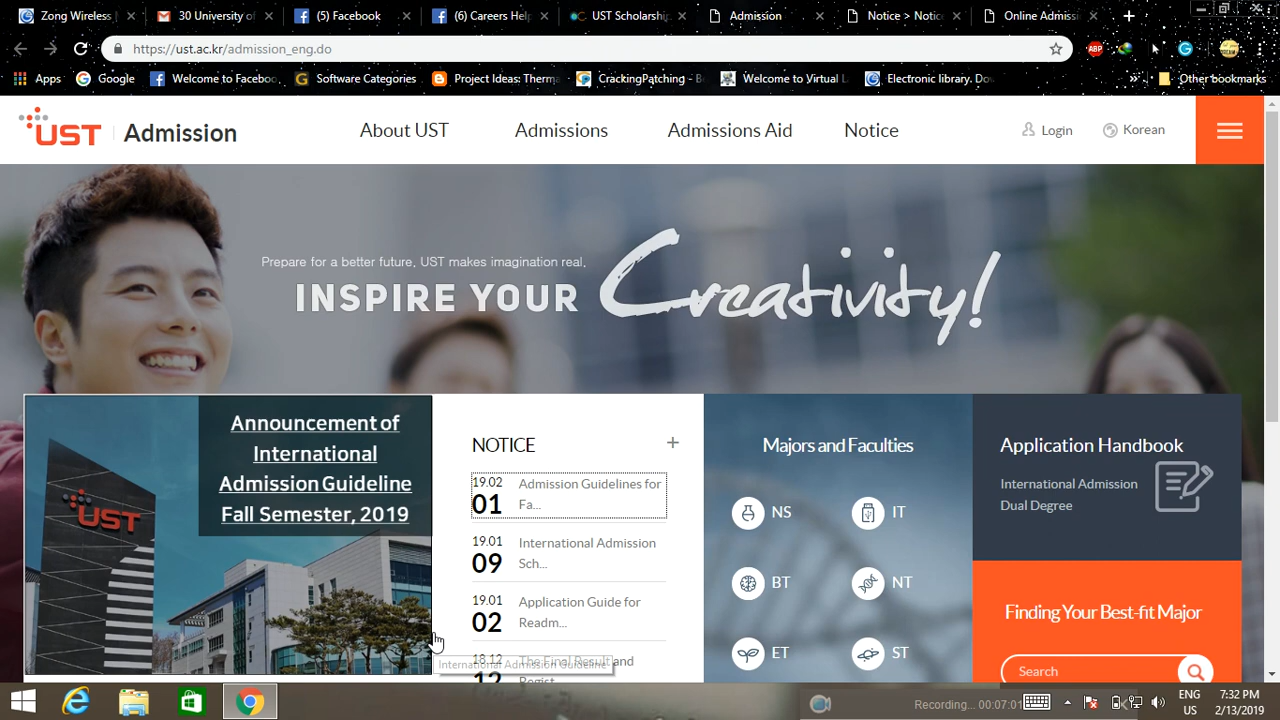 Zong Wireless
30 University of
(5) Facebook
(6) Careers Help
UST Scholarship
Admission
Notice > Notic
Online Admiss
https://ust.ac.kr/admission_eng.do
ABP
Apps
Google
Welcome to Faceboo
Software Categories
Project Ideas: Therma
CrackingPatching - Be
Welcome to Virtual L
Electronic library. Do
Other bookmarks
UST Admission
About UST
Admissions
Admissions Aid
Notice
Login
Korean
Prepare for a better future, UST makes imagination real,
INSPIRE YOUR Creativity!
Announcement of
International
Admission Guideline
Fall Semester, 2019
UST
NOTICE +
19.02
01
Admission Guidelines for
Fa...
19.01
09
International Admission
Sch...
19.01
02
Application Guide for
Readm...
18.12
12
The Final Result and
Regist
International Admission Guideline
Majors and Faculties
NS
IT
BT
NT
ET
ST
Application Handbook
International Admission
Dual Degree
Finding Your Best-fit Major
Search
Recording... 00:07:01
ENG
US
7:32 PM
2/13/2019